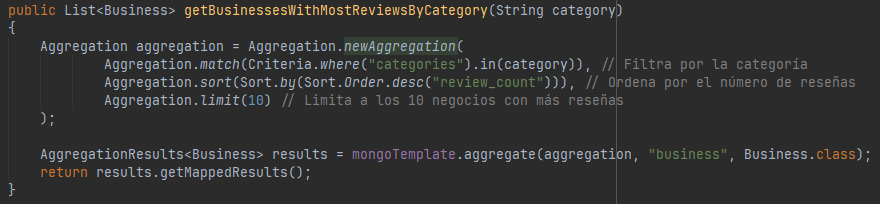 public List<Business> getBusinessesWithMostReviewsByCategory(String category)
{
    Aggregation aggregation = Aggregation.newAggregation(
            Aggregation.match(Criteria.where("categories").in(category)), // Filtra por la categoría
            Aggregation.sort(Sort.by(Sort.Order.desc("review_count"))), // Ordena por el número de reseñas
            Aggregation.limit(10) // Limita a los 10 negocios con más reseñas
    );

    AggregationResults<Business> results = mongoTemplate.aggregate(aggregation, "business", Business.class);
    return results.getMappedResults();
}